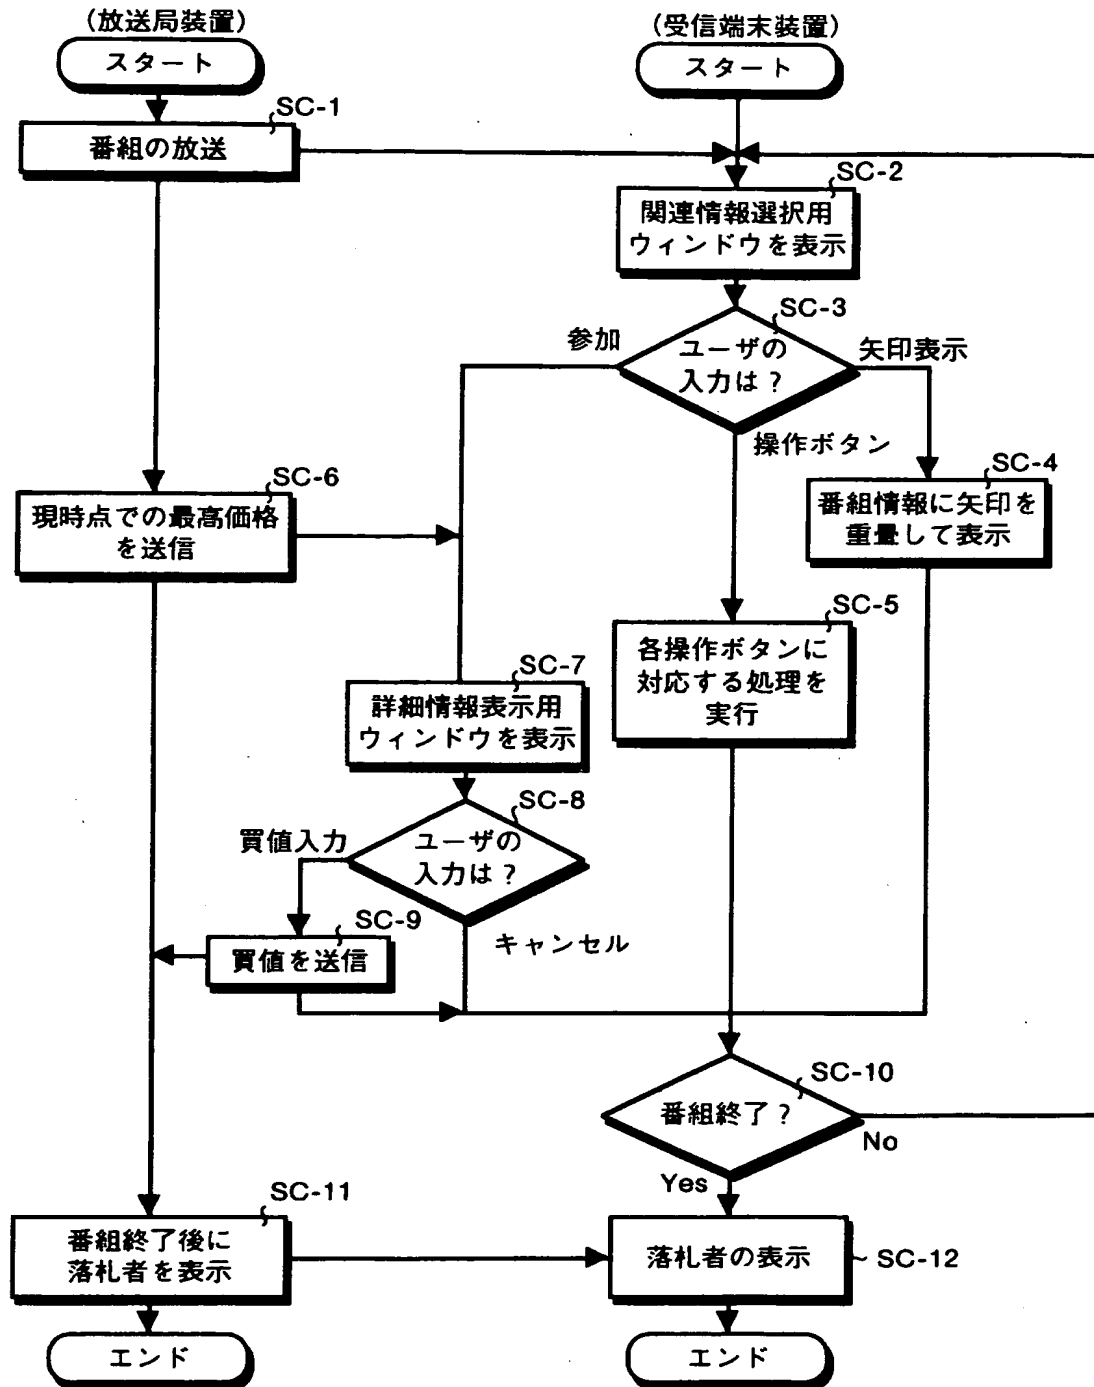 (放送局装置)
スタート
SC-1
番組の放送
(受信端末装置)
スタート
SC-2
関連情報選択用
ウィンドウを表示
SC-3
ユーザの
入力は?
参加
矢印表示
操作ボタン
SC-4
番組情報に矢印を
重畳して表示
SC-5
各操作ボタンに
対応する処理を
実行
SC-6
現時点での最高価格
を送信
SC-7
詳細情報表示用
ウィンドウを表示
SC-8
ユーザの
入力は?
買値入力
キャンセル
SC-9
買値を送信
SC-10
番組終了?
No
Yes
SC-11
番組終了後に
落札者を表示
落札者の表示
SC-12
エンド
エンド